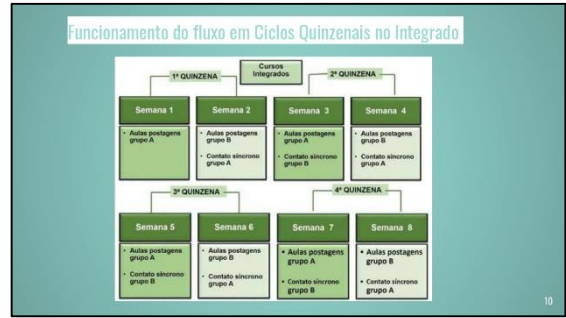 Funcionamento do fluxo em Ciclos Quinzenais no Integrado
Cursos
Integrados
1ª QUINZENA
2ª QUINZENA
Semana 1
Semana 2
Semana 3
Semana 4
• Aulas postagens
grupo A
• Aulas postagens
grupo B
• Contato síncrono
grupo A
• Aulas postagens
grupo A
• Contato síncrono
grupo B
• Aulas postagens
grupo B
• Contato síncrono
grupo A
3ª QUINZENA
4ª QUINZENA
Semana 5
Semana 6
Semana 7
Semana 8
• Aulas postagens
grupo A
• Contato síncrono
grupo B
• Aulas postagens
grupo B
• Contato síncrono
grupo A
• Aulas postagens
grupo A
• Contato síncrono
grupo B
• Aulas postagens
grupo B
• Contato síncrono
grupo A
10